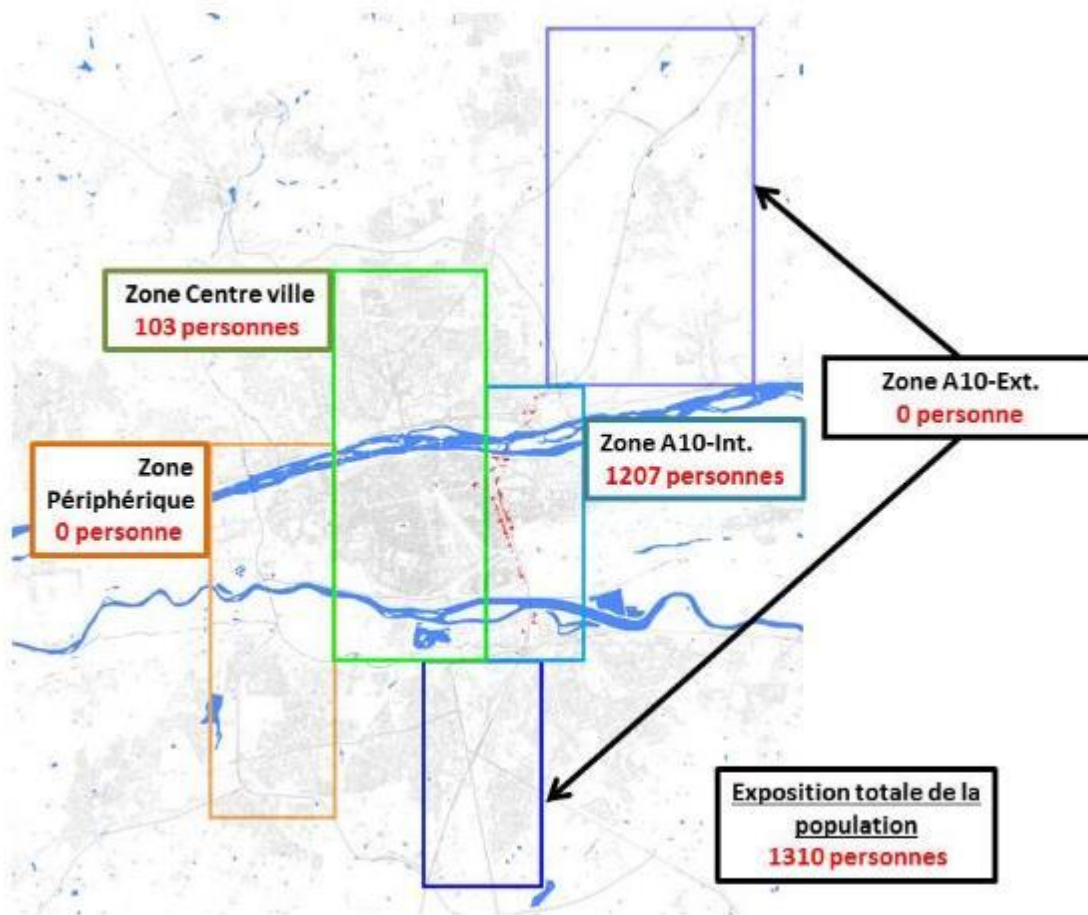 Zone Centre ville
103 personnes
Zone A10-Ext.
0 personne
Zone A10-Int.
1207 personnes
Zone
Périphérique
0 personne
Exposition totale de la
population
1310 personnes